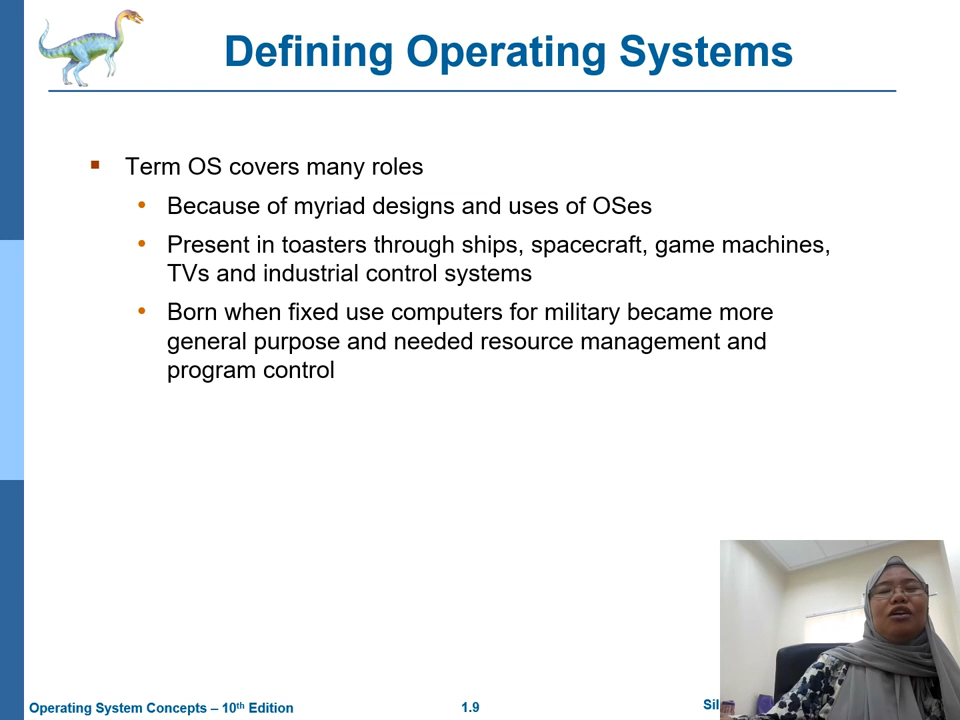 Defining Operating Systems
Term OS covers many roles
Because of myriad designs and uses of OSes
Present in toasters through ships, spacecraft, game machines,
TVs and industrial control systems
Born when fixed use computers for military became more
general purpose and needed resource management and
program control
Operating System Concepts – 10th Edition
1.9